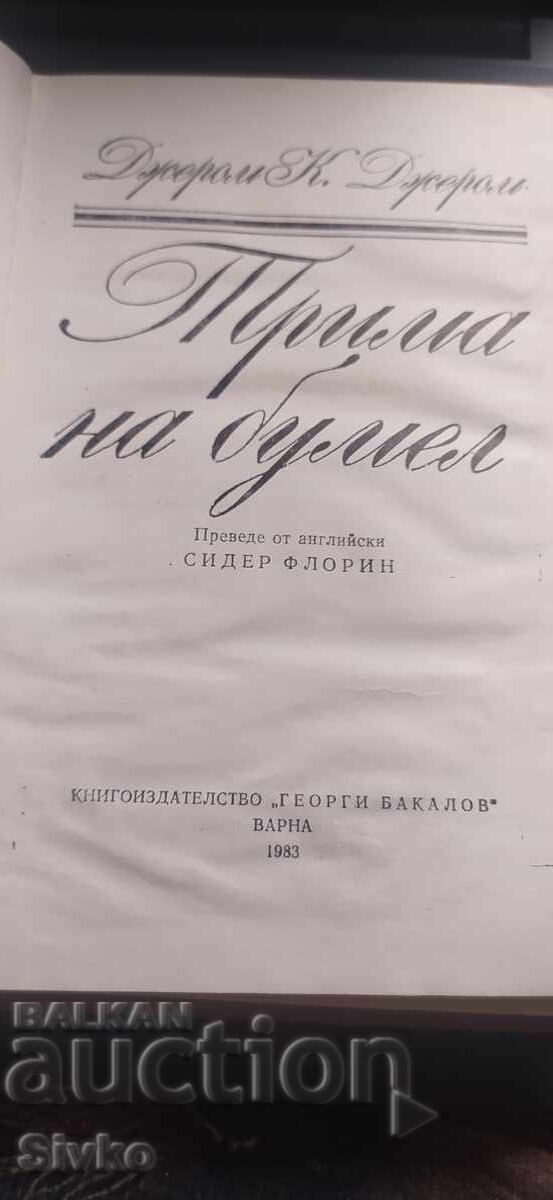 Джером К. Джером
Трима
на бумел
Преведе от английски
СИДЕР ФЛОРИН
КНИГОИЗДАТЕЛСТВО „ГЕОРГИ БАКАЛОВ"
ВАРНА
1983
BALKAN
auction
Sivko